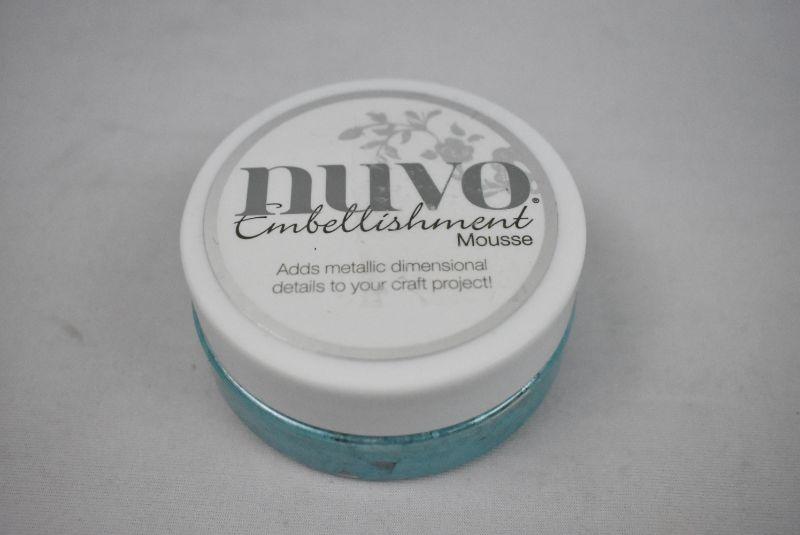 nuvo®
Embellishment
Mousse
Adds metallic dimensional
details to your craft project!